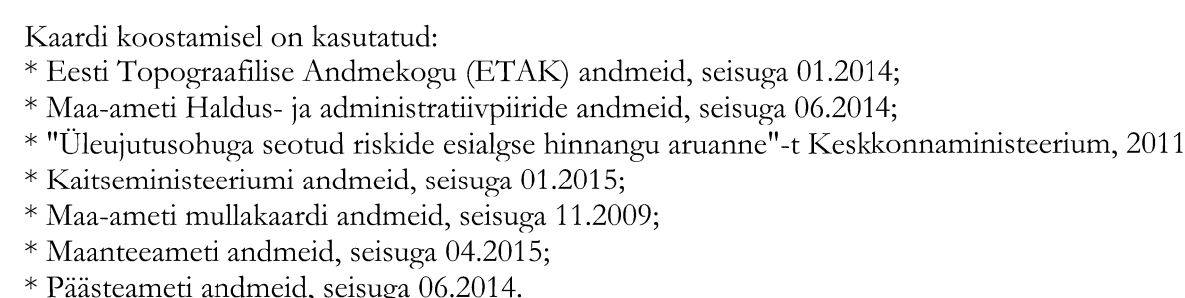 Kaardi koostamisel on kasutatud:
* Eesti Topograafilise Andmekogu (ETAK) andmeid, seisuga 01.2014;
* Maa-ameti Haldus- ja administratiivpiiride andmeid, seisuga 06.2014;
* "Üleujutusohuga seotud riskide esialgse hinnangu aruanne"-t Keskkonnaministeerium, 2011
* Kaitseministeeriumi andmeid, seisuga 01.2015;
* Maa-ameti mullakaardi andmeid, seisuga 11.2009;
* Maanteeameti andmeid, seisuga 04.2015;
* Päästeameti andmeid, seisuga 06.2014.